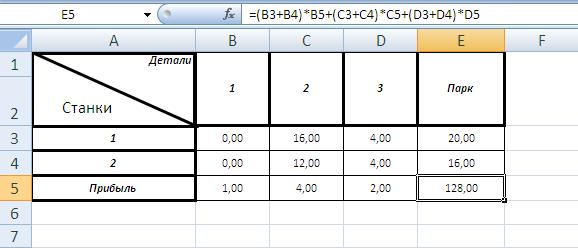 E5 fx =(B3+B4)*B5+(C3+C4)*C5+(D3+D4)*D5
A B C D E F
1 Детали
2 Станки 1 2 3 Парк
3 1 0,00 16,00 4,00 20,00
4 2 0,00 12,00 4,00 16,00
5 Прибыль 1,00 4,00 2,00 128,00
6
7